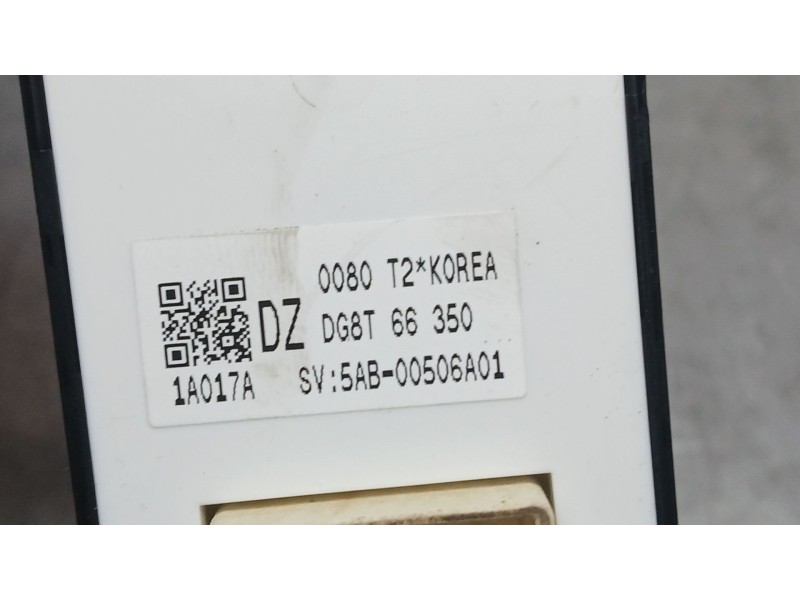 0080 T2*KOREA
DZ DG8T 66 350
1A017A SV:5AB-00506A01